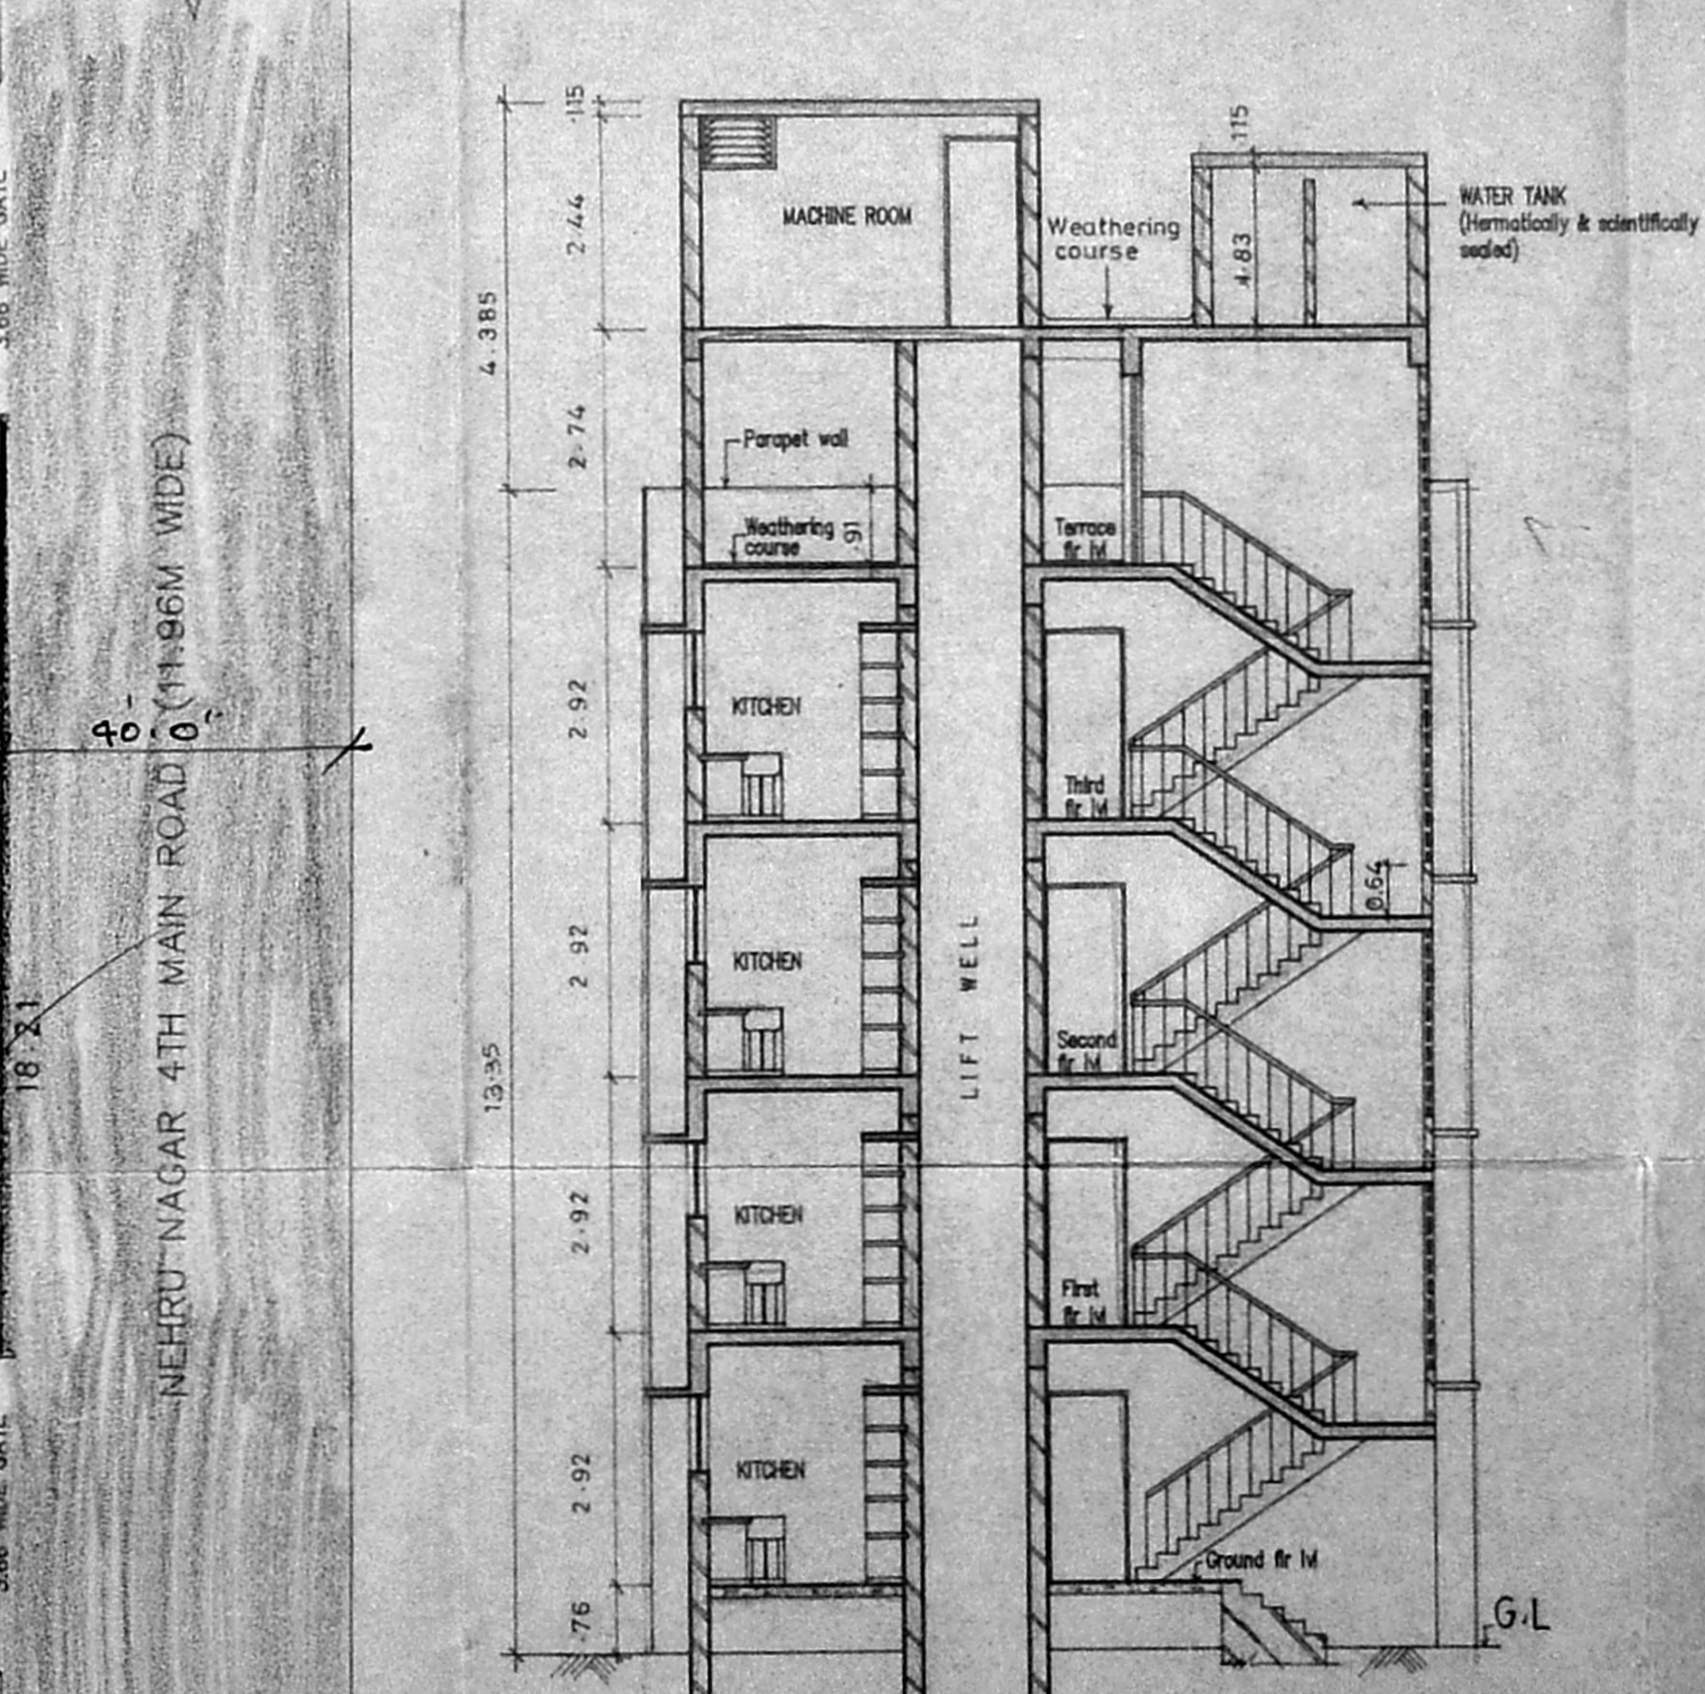 .115
2.44
4.385
2.74
2.92
2 92
13.35
2.92
2.92
.76
MACHINE ROOM
Weathering
course
115
WATER TANK
(Hermatically & scientifically
sealed)
Parapet wall
Weathering
course
.91
Terrace
flr lvl
KITCHEN
Third
flr lvl
0.64
KITCHEN
LIFT WELL
Second
flr lvl
KITCHEN
First
flr lvl
KITCHEN
Ground flr lvl
G.L
40'.0"
NEHRU NAGAR 4TH MAIN ROAD (11.96M WIDE)
18.21